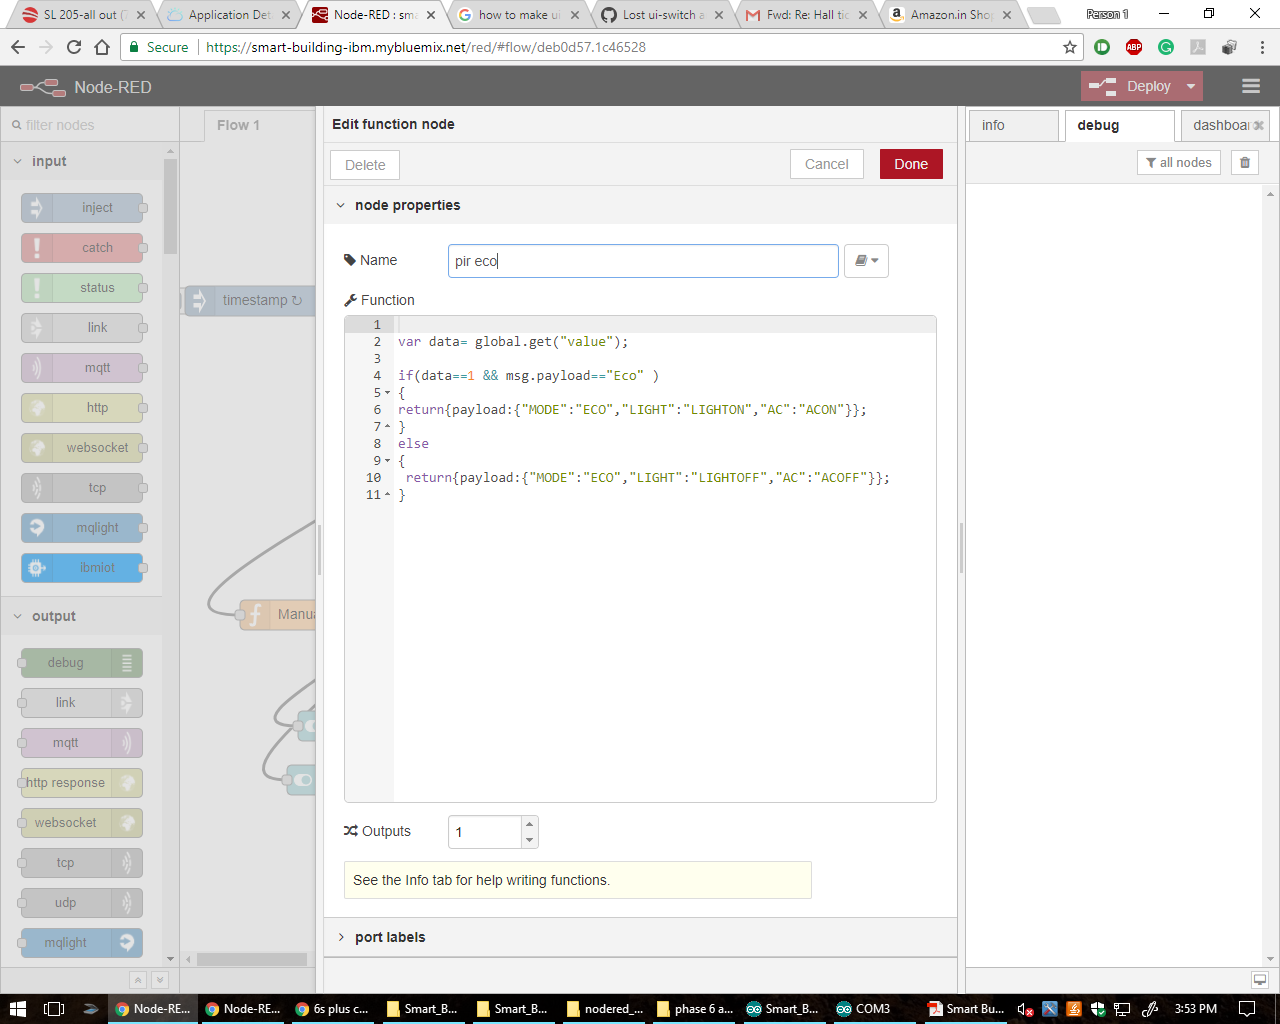 SL 205-all out (
Application Det
Node-RED : sma
how to make ui
Lost ui-switch a
Fwd: Re: Hall tic
Amazon.in Sho
Person 1
Secure
https://smart-building-ibm.mybluemix.net/red/#flow/deb0d57.1c46528
ABP
Node-RED
Deploy
filter nodes
Flow 1
Edit function node
info
debug
dashboar
Delete
Cancel
Done
all nodes
input
node properties
inject
catch
status
link
mqtt
http
websocket
tcp
mqlight
ibmiot
timestamp ↻
Manua
Name
pir eco
Function
1
2 var data= global.get("value");
3
4 if(data==1 && msg.payload=="Eco" )
5 {
6 return{payload:{"MODE":"ECO","LIGHT":"LIGHTON","AC":"ACON"}};
7 }
8 else
9 {
10 return{payload:{"MODE":"ECO","LIGHT":"LIGHTOFF","AC":"ACOFF"}};
11 }
output
debug
link
mqtt
http response
websocket
tcp
udp
mqlight
Outputs
1
See the Info tab for help writing functions.
port labels
Node-RE...
Node-RE...
6s plus c...
Smart_B...
Smart_B...
nodered_...
phase 6 a...
Smart_B...
COM3
Smart Bu...
3:53 PM